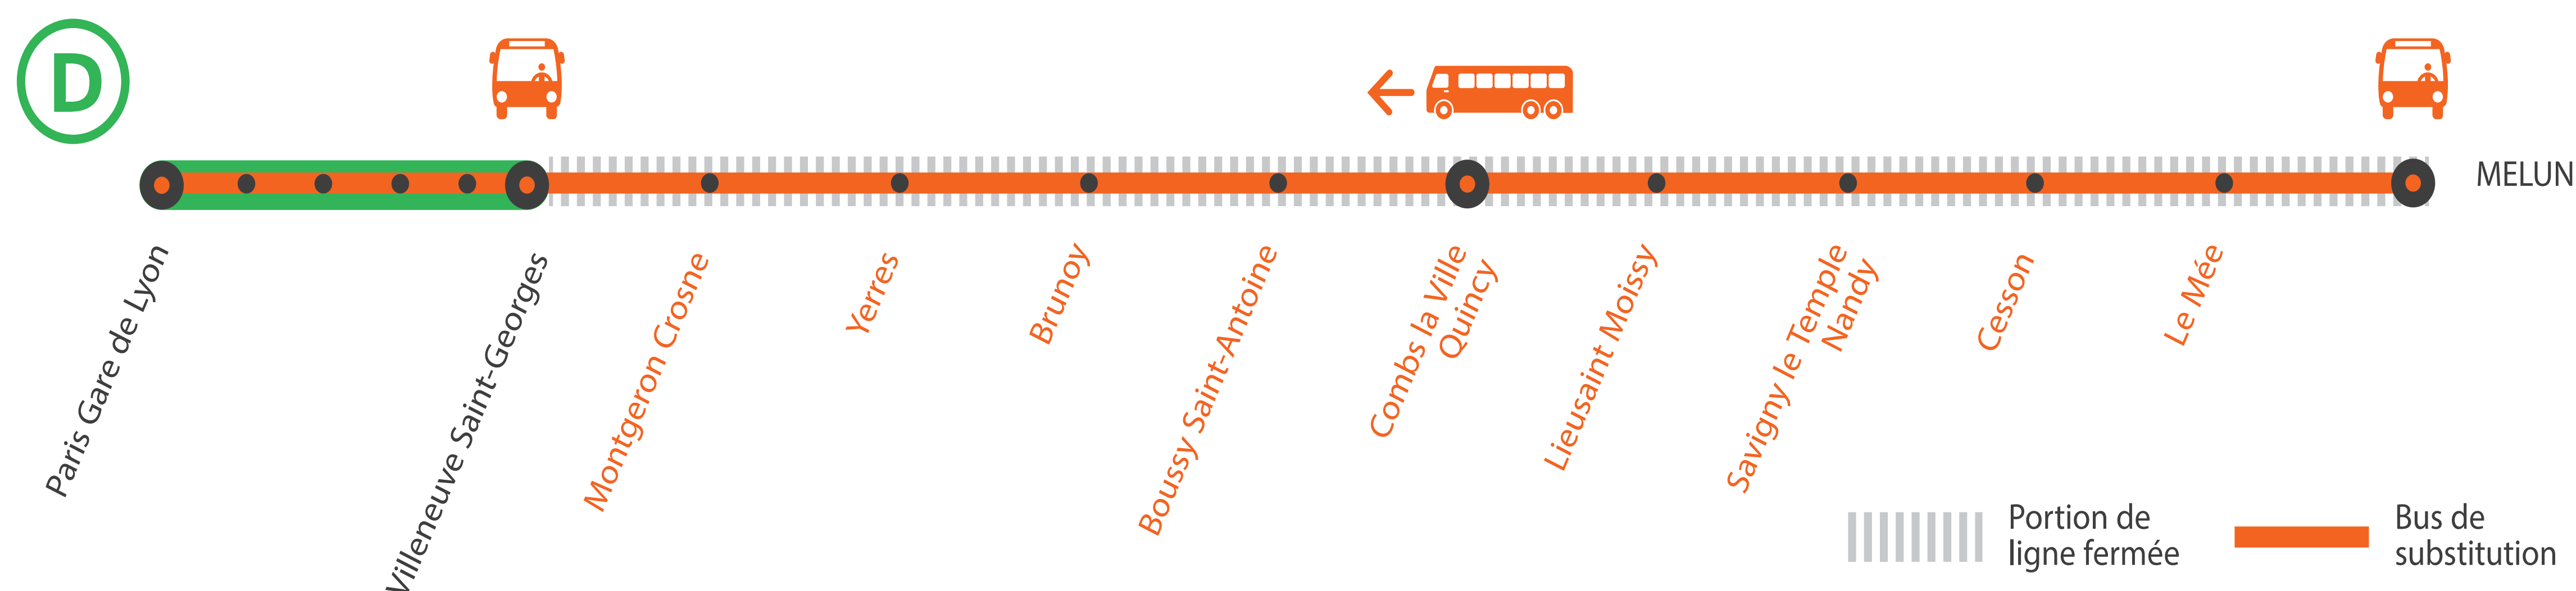 D
MELUN
Paris Gare de Lyon
Villeneuve Saint-Georges
Montgeron Crosne
Yerres
Brunoy
Boussy Saint-Antoine
Combs la Ville
Quincy
Lieusaint Moissy
Savigny le Temple
Nandy
Cesson
Le Mée
Portion de
ligne fermée
Bus de
substitution